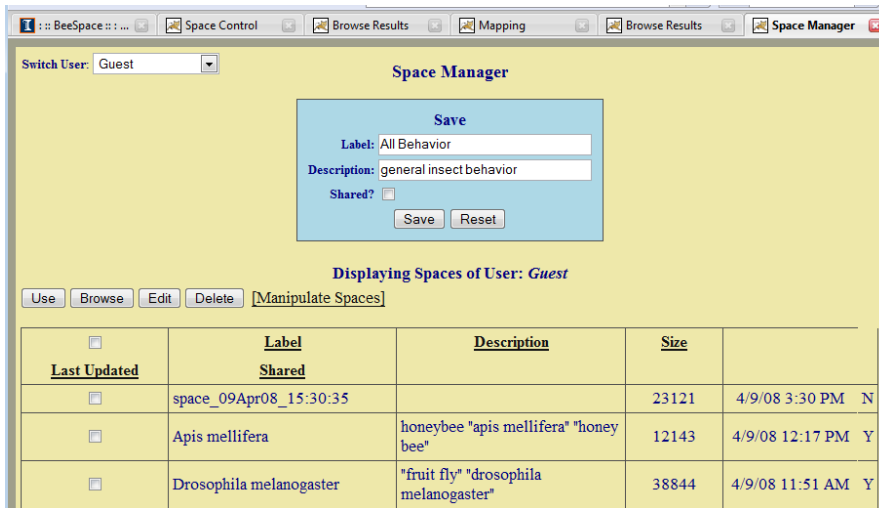 : :: BeeSpace :: : ... Space Control Browse Results Mapping Browse Results Space Manager
Switch User: Guest
Space Manager
Save
Label: All Behavior
Description: general insect behavior
Shared?
Save Reset
Displaying Spaces of User: Guest
Use Browse Edit Delete [Manipulate Spaces]
Label Description Size
Last Updated Shared
space_09Apr08_15:30:35 23121 4/9/08 3:30 PM N
Apis mellifera honeybee "apis mellifera" "honey bee" 12143 4/9/08 12:17 PM Y
Drosophila melanogaster "fruit fly" "drosophila melanogaster" 38844 4/9/08 11:51 AM Y